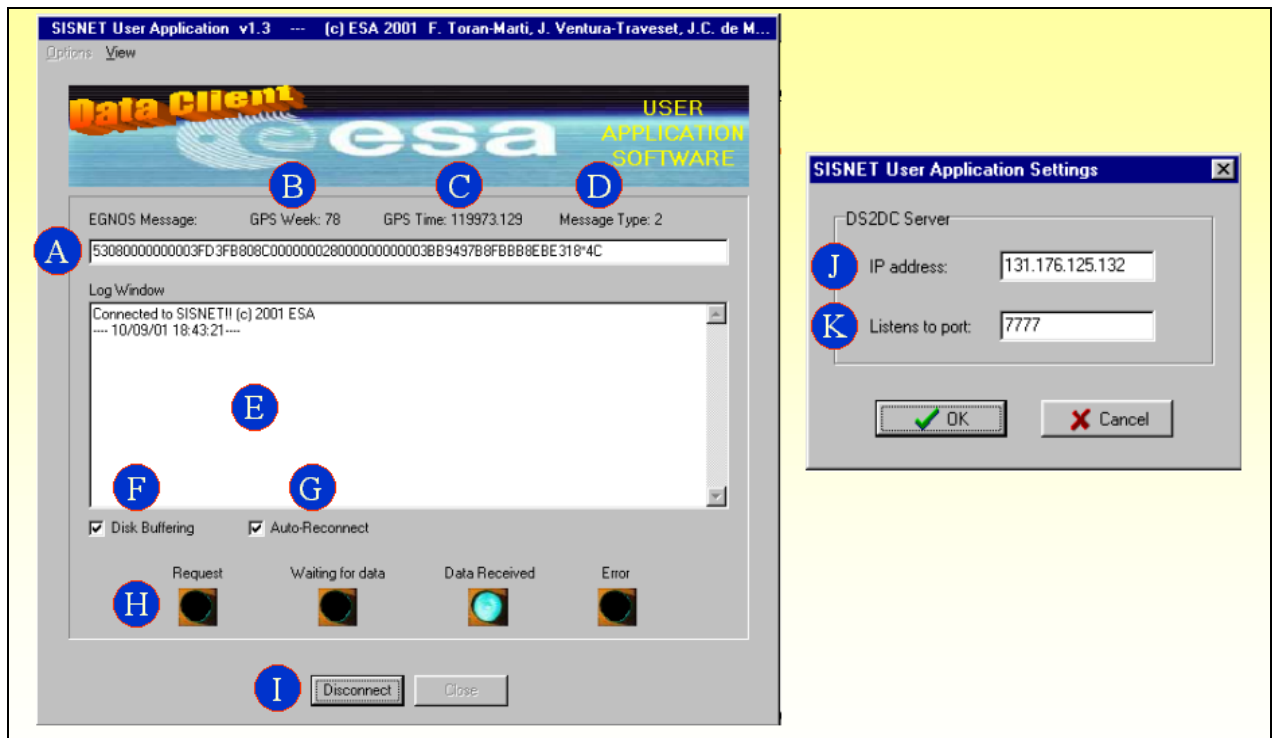 SISNET User Application v1.3 --- (c) ESA 2001 F. Toran-Marti, J. Ventura-Traveset, J.C. de M...
Options View
Data Client
esa
USER
APPLICATION
SOFTWARE
B
C
D
EGNOS Message: GPS Week: 78 GPS Time: 119973.129 Message Type: 2
A
53080000000003FD3FB808C0000000280000000000003BB9497B8FBBB8EBE318*4C
Log Window
Connected to SISNET!! (c) 2001 ESA
---- 10/09/01 18:43:21----
E
F
G
Disk Buffering Auto-Reconnect
Request Waiting for data Data Received Error
H
I
Disconnect Close
SISNET User Application Settings
DS2DC Server
J
IP address: 131.176.125.132
K
Listens to port: 7777
OK Cancel